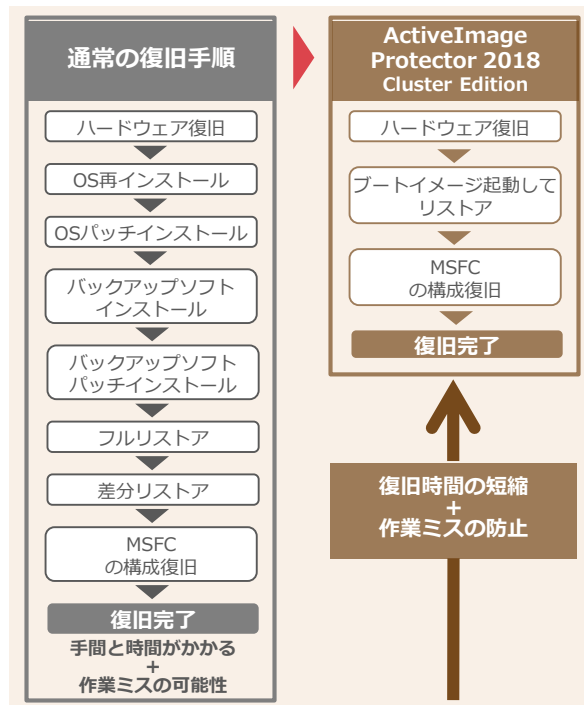 通常の復旧手順
ハードウェア復旧
OS再インストール
OSパッチインストール
バックアップソフト
インストール
バックアップソフト
パッチインストール
フルリストア
差分リストア
MSFC
の構成復旧
復旧完了
手間と時間がかかる
+
作業ミスの可能性
ActiveImage
Protector 2018
Cluster Edition
ハードウェア復旧
ブートイメージ起動して
リストア
MSFC
の構成復旧
復旧完了
復旧時間の短縮
+
作業ミスの防止